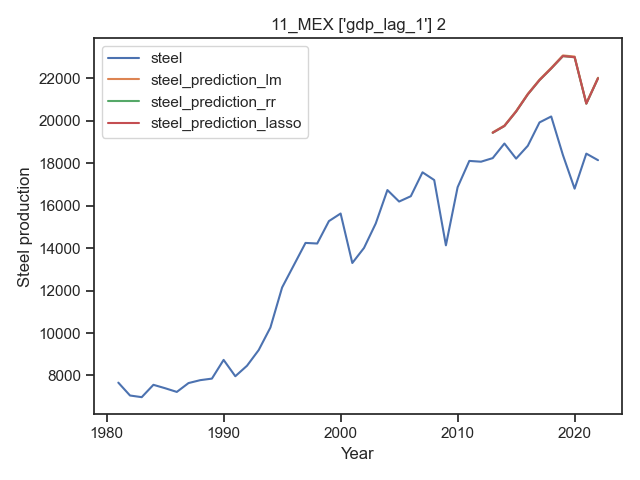 11_MEX ['gdp_lag_1'] 2
steel
steel_prediction_lm
steel_prediction_rr
steel_prediction_lasso
Steel production
22000
20000
18000
16000
14000
12000
10000
8000
1980
1990
2000
2010
2020
Year